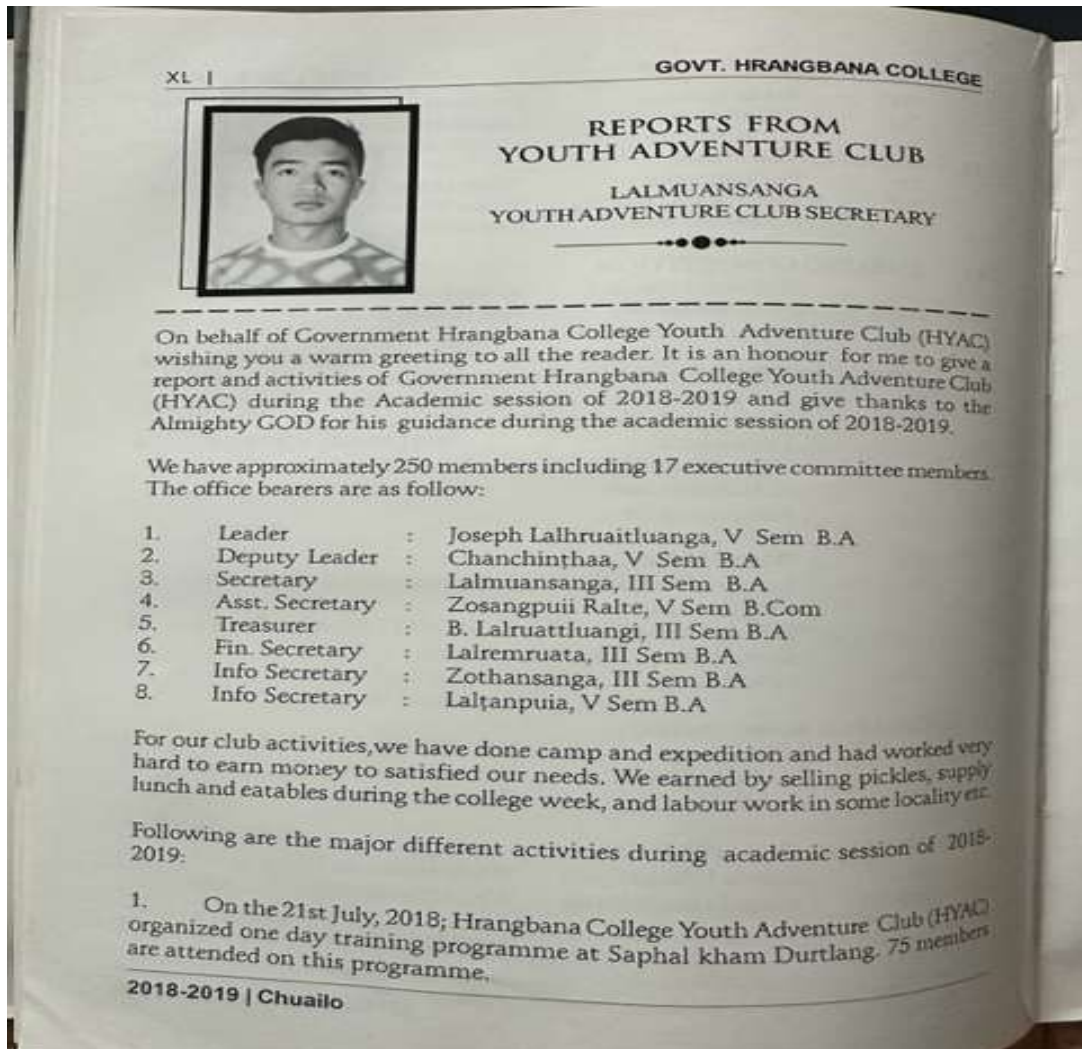 XL |
GOVT. HRANGBANA COLLEGE
REPORTS FROM
YOUTH ADVENTURE CLUB
LALMUANSANGA
YOUTH ADVENTURE CLUB SECRETARY
On behalf of Government Hrangbana College Youth Adventure Club (HYAC)
wishing you a warm greeting to all the reader. It is an honour for me to give a
report and activities of Government Hrangbana College Youth Adventure Club
(HYAC) during the Academic session of 2018-2019 and give thanks to the
Almighty GOD for his guidance during the academic session of 2018-2019.
We have approximately 250 members including 17 executive committee members.
The office bearers are as follow:
1. Leader : Joseph Lalhruaitluanga, V Sem B.A
2. Deputy Leader : Chanchinṭhaa, V Sem B.A
3. Secretary : Lalmuansanga, III Sem B.A
4. Asst. Secretary : Zosangpuii Ralte, V Sem B.Com
5. Treasurer : B. Lalruattluangi, III Sem B.A
6. Fin. Secretary : Lalremruata, III Sem B.A
7. Info Secretary : Zothansanga, III Sem B.A
8. Info Secretary : Lalṭanpuia, V Sem B.A
For our club activities,we have done camp and expedition and had worked very
hard to earn money to satisfied our needs. We earned by selling pickles, supply
lunch and eatables during the college week, and labour work in some locality etc.
Following are the major different activities during academic session of 2018-
2019:
1. On the 21st July, 2018; Hrangbana College Youth Adventure Club (HYAC)
organized one day training programme at Saphal kham Durtlang. 75 members
are attended on this programme.
2018-2019 | Chuailo